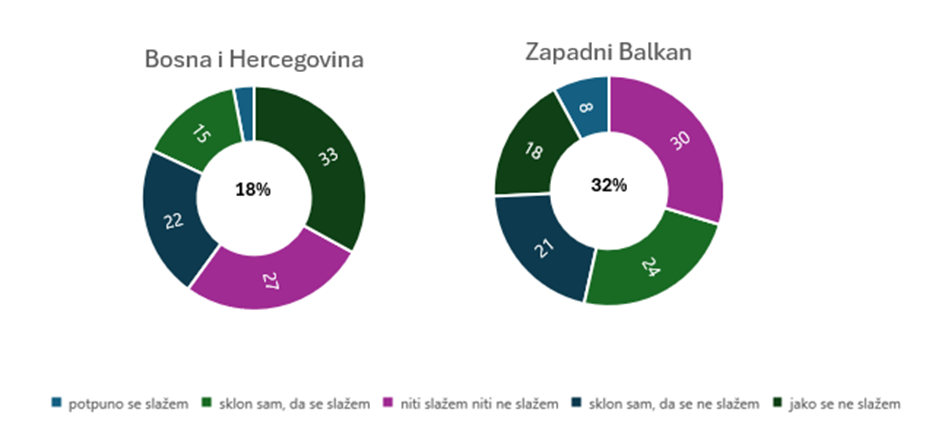 Bosna i Hercegovina
33
27
22
15
18%
Zapadni Balkan
30
24
21
18
8
32%
potpuno se slažem
sklon sam, da se slažem
niti slažem niti ne slažem
sklon sam, da se ne slažem
jako se ne slažem